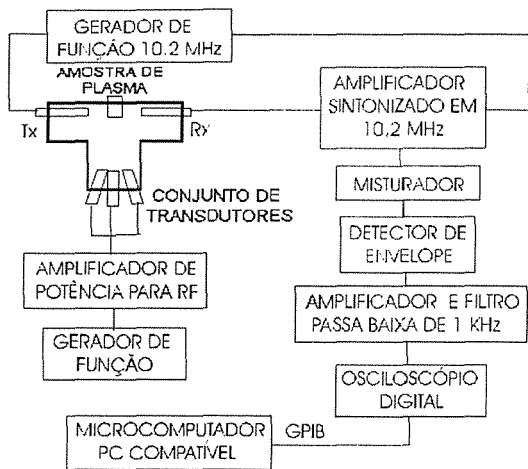 GERADOR DE
FUNÇÃO 10.2 MHz
AMOSTRA DE
PLASMA
Tx
Rx
AMPLIFICADOR
SINTONIZADO EM
10,2 MHz
MISTURADOR
CONJUNTO DE
TRANSDUTORES
DETECTOR DE
ENVELOPE
AMPLIFICADOR DE
POTÊNCIA PARA RF
AMPLIFICADOR E FILTRO
PASSA BAIXA DE 1 KHz
GERADOR DE
FUNÇÃO
OSCILOSCÓPIO
DIGITAL
MICROCOMPUTADOR
PC COMPATÍVEL
GPIB